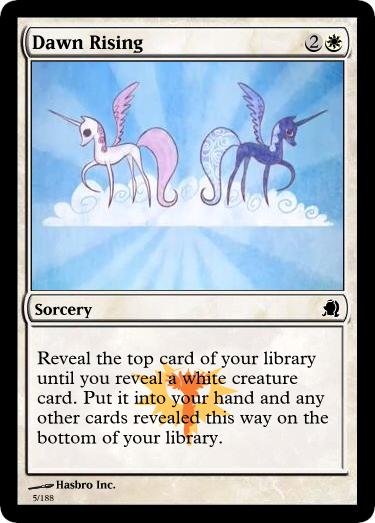 Dawn Rising 2
Sorcery
Reveal the top card of your library
until you reveal a white creature
card. Put it into your hand and any
other cards revealed this way on the
bottom of your library.
Hasbro Inc.
5/188